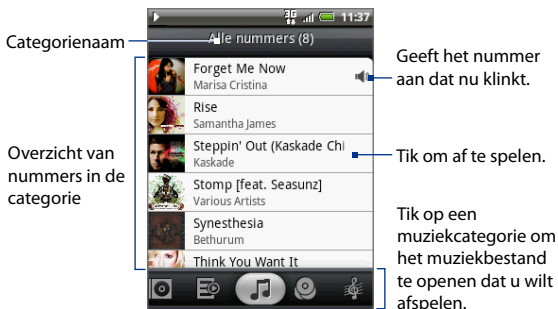 3G 11:37
Categorienaam
Alle nummers (8)
Forget Me Now
Marisa Cristina
Geeft het nummer
aan dat nu klinkt.
Rise
Samantha James
Overzicht van
nummers in de
categorie
Steppin' Out (Kaskade Chi
Kaskade
Tik om af te spelen.
Stomp [feat. Seasunz]
Various Artists
Synesthesia
Bethurum
Think You Want It
Tik op een
muziekcategorie om
het muziekbestand
te openen dat u wilt
afspelen.